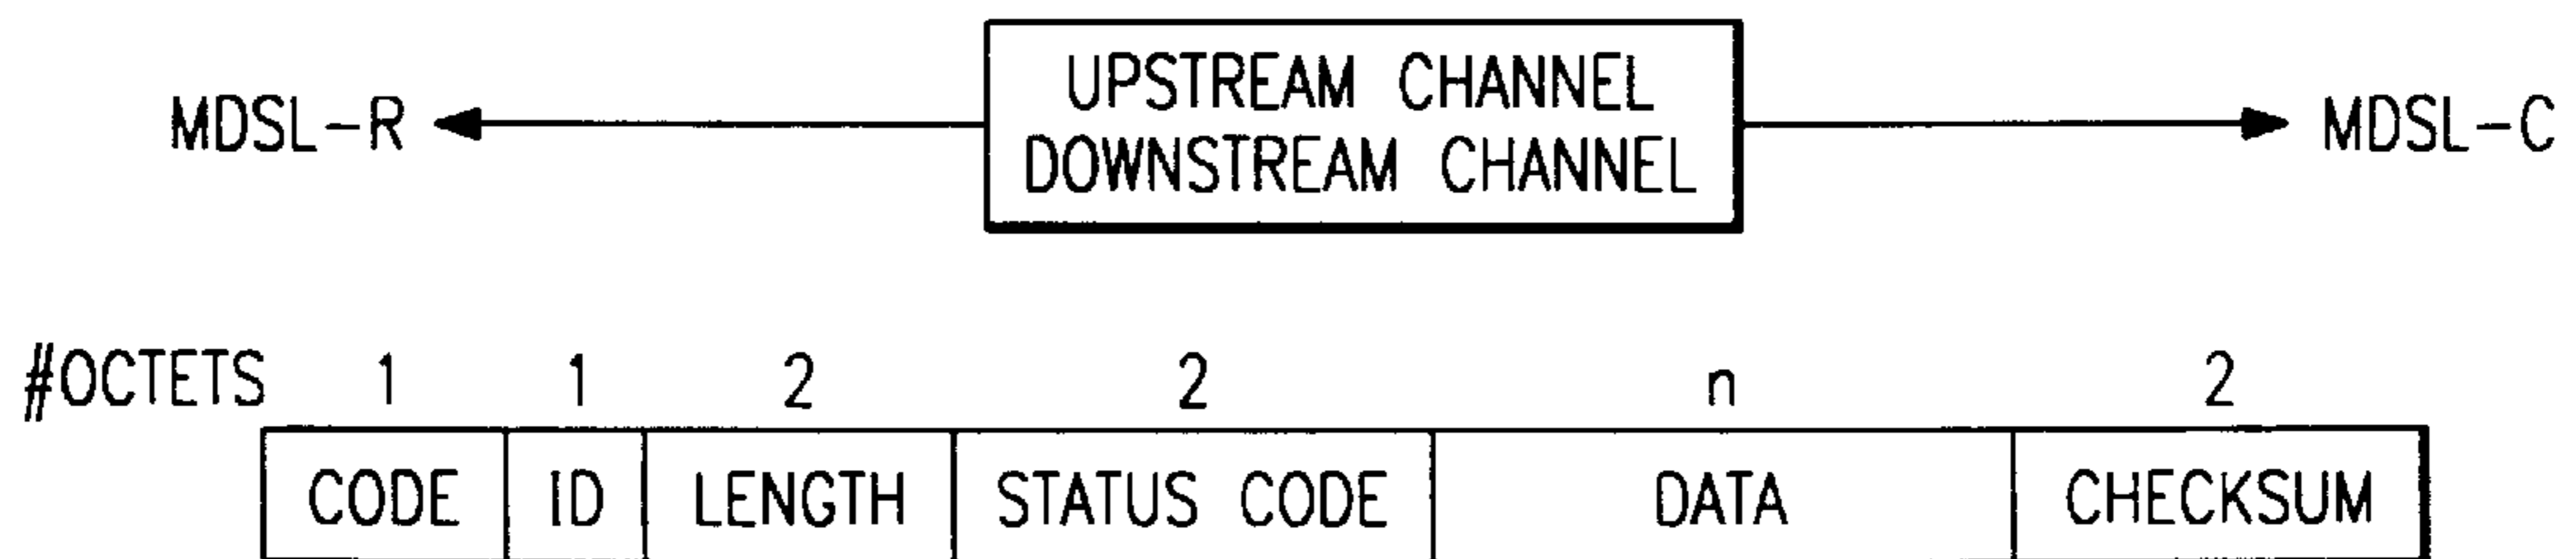 UPSTREAM CHANNEL
MDSL-R DOWNSTREAM CHANNEL MDSL-C
#OCTETS 1 1 2 2 n 2
CODE ID LENGTH STATUS CODE DATA CHECKSUM